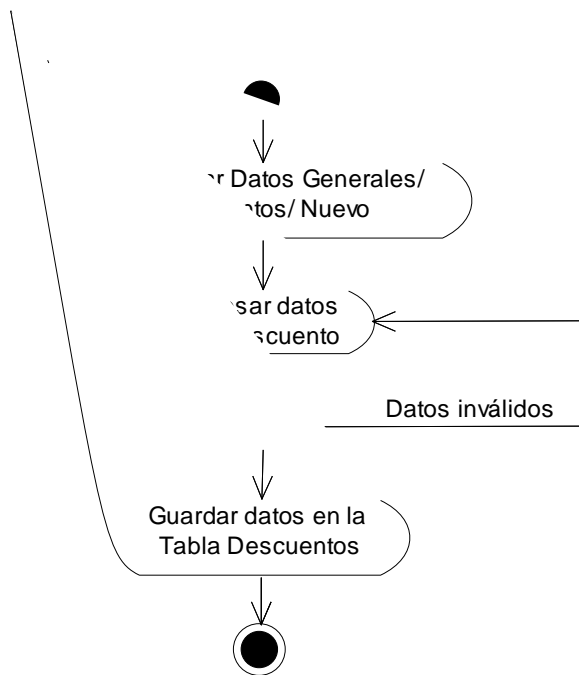 Datos Generales/
Nuevo
datos
Datos inválidos
Guardar datos en la
Tabla Descuentos